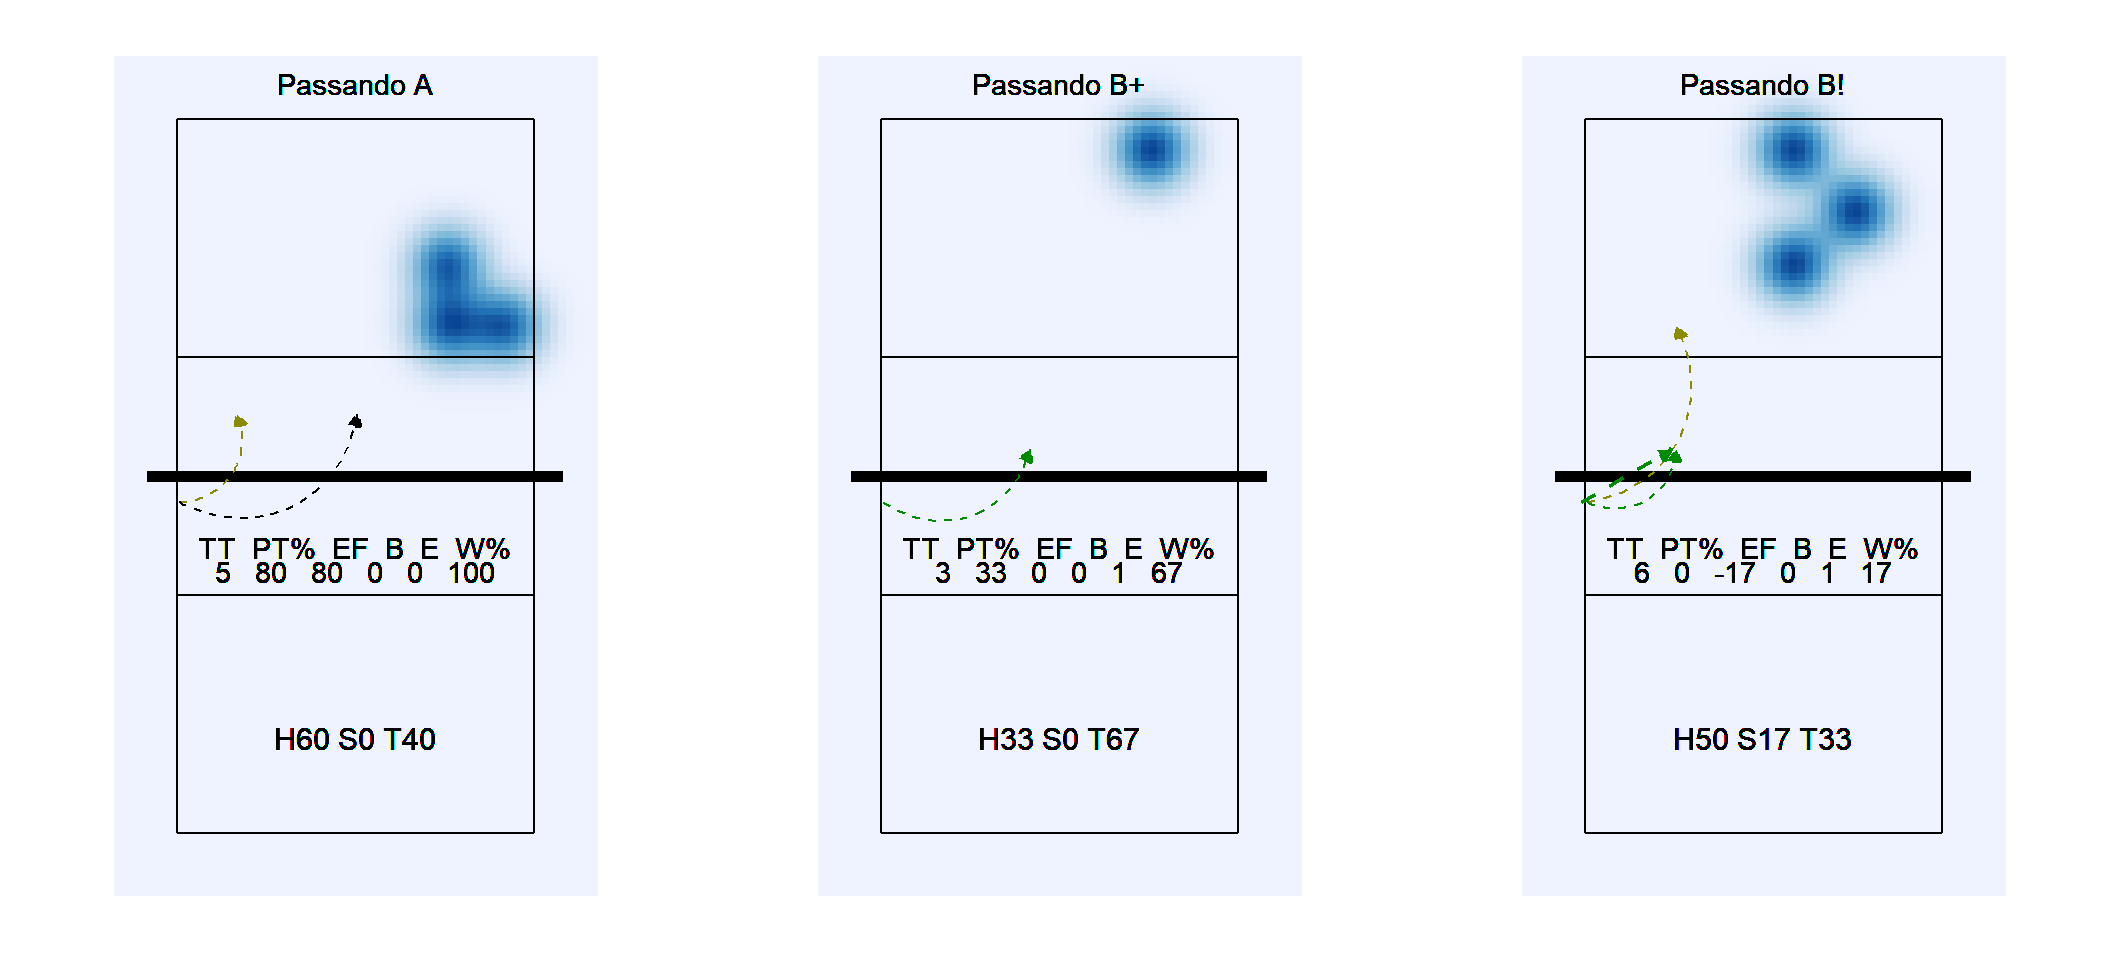 Passando A
TT PT% EF B E W%
5 80 80 0 0 100
H60 S0 T40
Passando B+
TT PT% EF B E W%
3 33 0 0 1 67
H33 S0 T67
Passando B!
TT PT% EF B E W%
6 0 -17 0 1 17
H50 S17 T33